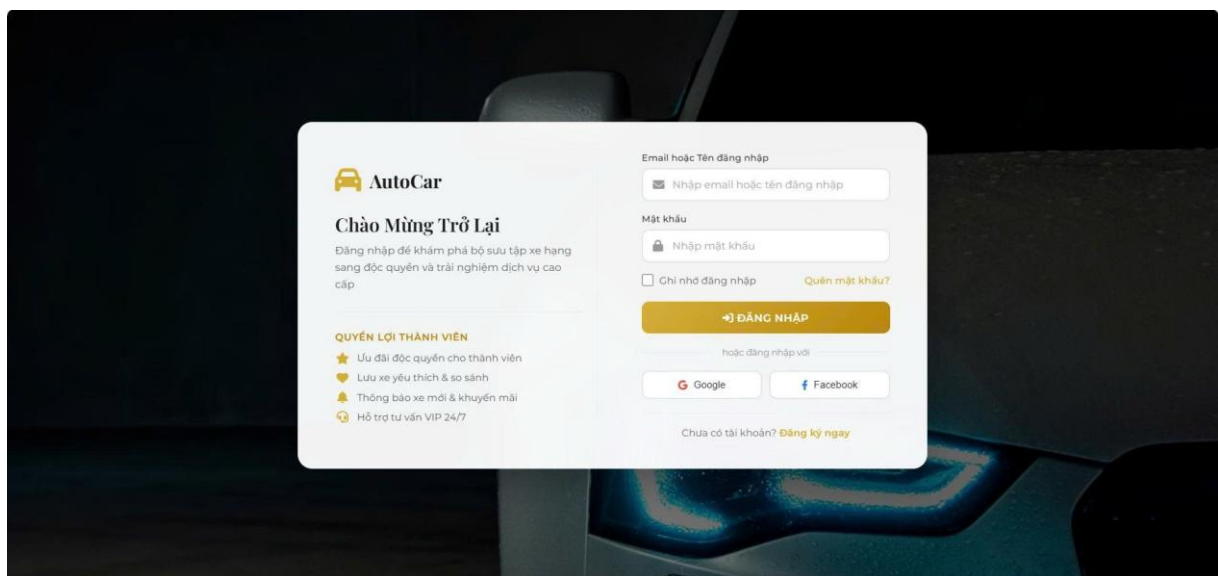 AutoCar
Chào Mừng Trở Lại
Đăng nhập để khám phá bộ sưu tập xe hạng
sang độc quyền và trải nghiệm dịch vụ cao
cấp
QUYỀN LỢI THÀNH VIÊN
Ưu đãi độc quyền cho thành viên
Lưu xe yêu thích & so sánh
Thông báo xe mới & khuyến mãi
Hỗ trợ tư vấn VIP 24/7
Email hoặc Tên đăng nhập
Nhập email hoặc tên đăng nhập
Mật khẩu
Nhập mật khẩu
Ghi nhớ đăng nhập
Quên mật khẩu?
ĐĂNG NHẬP
hoặc đăng nhập với
Google
Facebook
Chưa có tài khoản? Đăng ký ngay